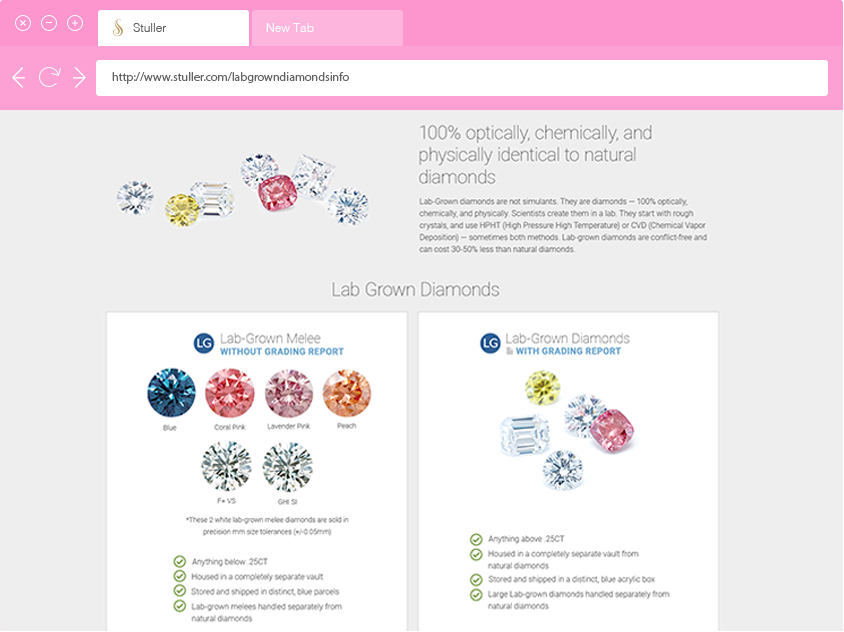 Stuller
New Tab
http://www.stuller.com/labgrowndiamondsinfo
100% optically, chemically, and
physically identical to natural
diamonds
Lab-Grown diamonds are not simulants. They are diamonds — 100% optically,
chemically, and physically. Scientists create them in a lab. They start with rough
crystals, and use HPHT (High Pressure High Temperature) or CVD (Chemical Vapor
Deposition) — sometimes both methods. Lab-grown diamonds are conflict-free and
can cost 30-50% less than natural diamonds.
Lab Grown Diamonds
LG Lab-Grown Melee
WITHOUT GRADING REPORT
Blue
Coral Pink
Lavender Pink
Peach
F+ VS
GHI SI
*These 2 white lab-grown melee diamonds are sold in
precision mm size tolerances (+/-0.05mm)
Anything below .25CT
Housed in a completely separate vault
Stored and shipped in distinct, blue parcels
Lab-grown melees handled separately from
natural diamonds
LG Lab-Grown Diamonds
WITH GRADING REPORT
Anything above .25CT
Housed in a completely separate vault from
natural diamonds
Stored and shipped in a distinct, blue acrylic box
Large Lab-grown diamonds handled separately from
natural diamonds